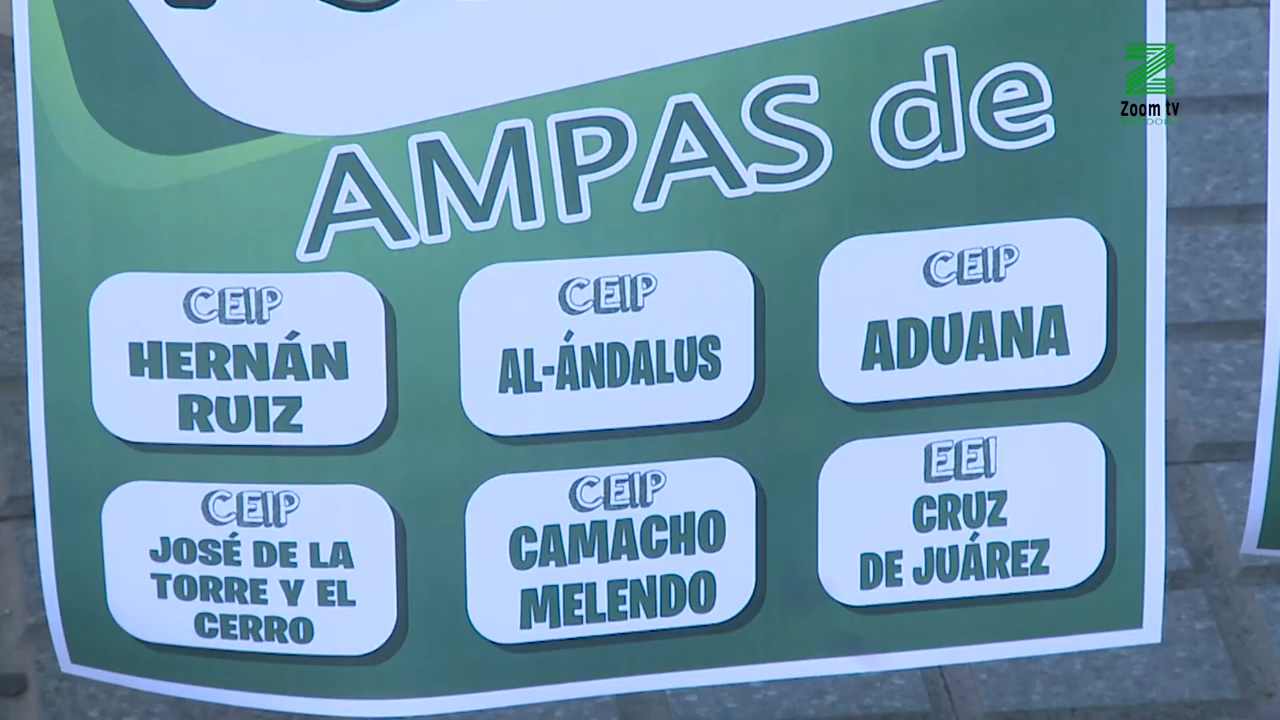 AMPAS de
CEIP
HERNÁN
RUIZ
CEIP
AL-ÁNDALUS
CEIP
ADUANA
CEIP
JOSÉ DE LA
TORRE Y EL
CERRO
CEIP
CAMACHO
MELENDO
EEI
CRUZ
DE JUÁREZ
Zoom tv